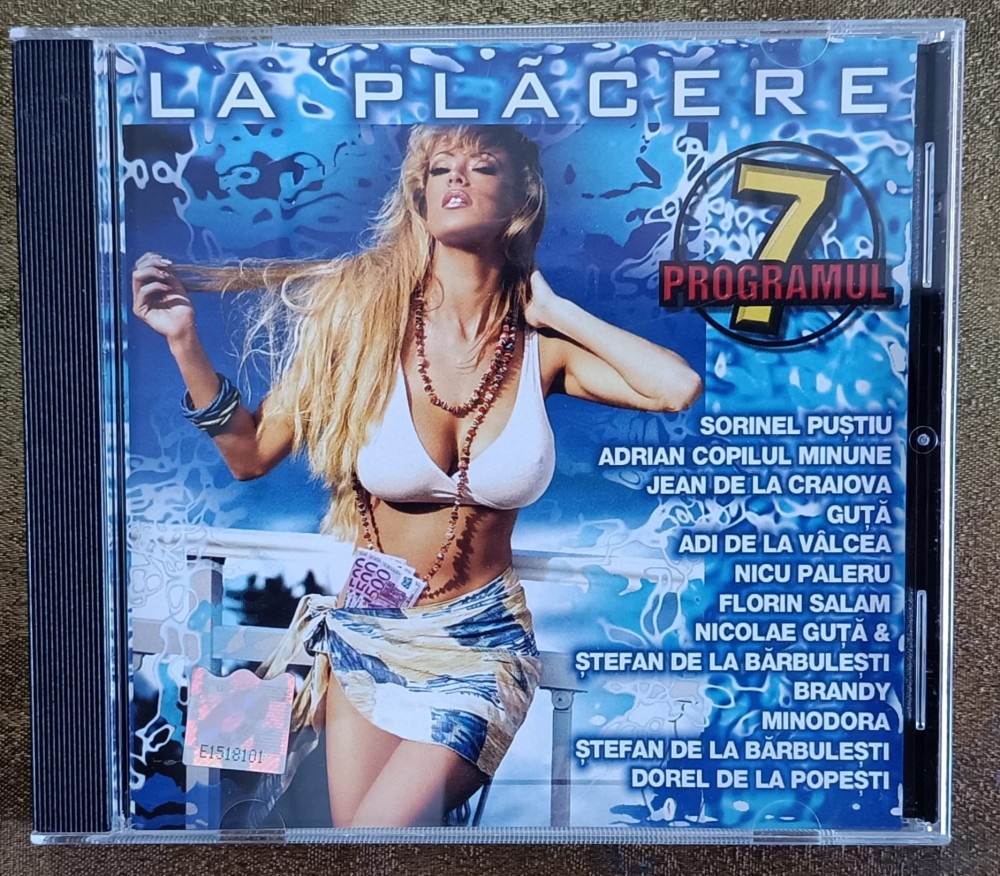 LA PLÃCERE
7
PROGRAMUL
SORINEL PUȘTIU
ADRIAN COPILUL MINUNE
JEAN DE LA CRAIOVA
GUȚĂ
ADI DE LA VÂLCEA
NICU PALERU
FLORIN SALAM
NICOLAE GUȚĂ &
ȘTEFAN DE LA BĂRBULEȘTI
BRANDY
MINODORA
ȘTEFAN DE LA BĂRBULEȘTI
DOREL DE LA POPEȘTI
E1518101